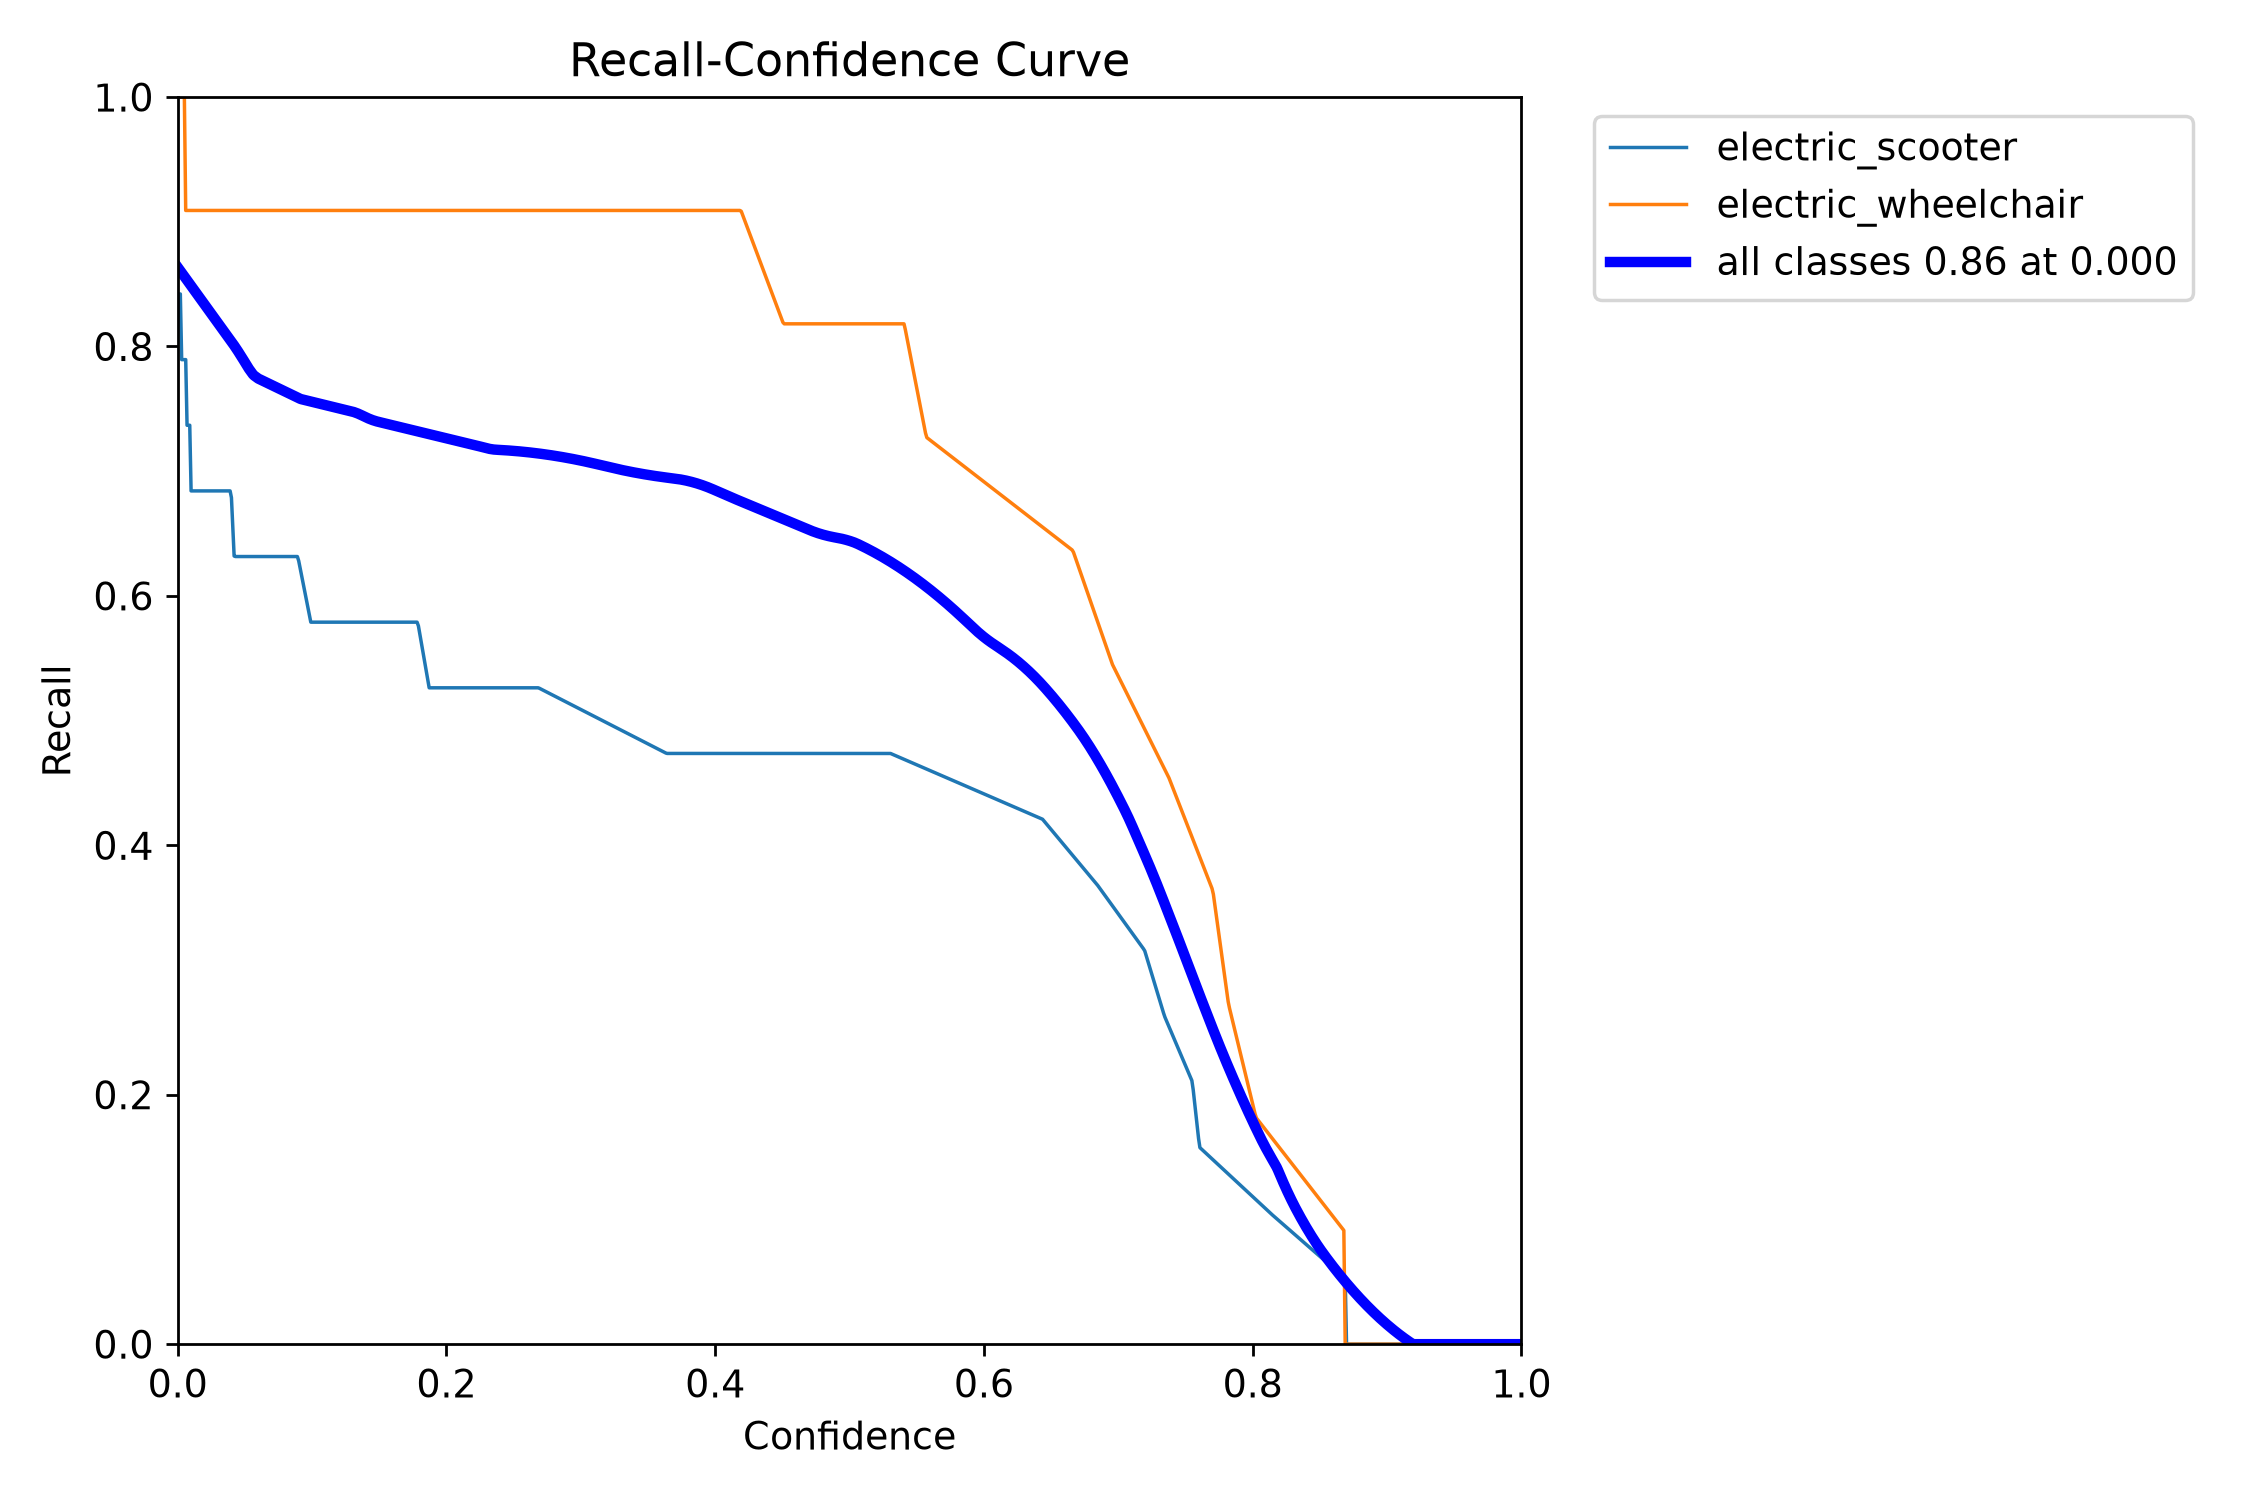 Recall-Confidence Curve
1.0
0.8
0.6
0.4
0.2
0.0
Recall
0.0 0.2 0.4 0.6 0.8 1.0
Confidence
electric_scooter
electric_wheelchair
all classes 0.86 at 0.000